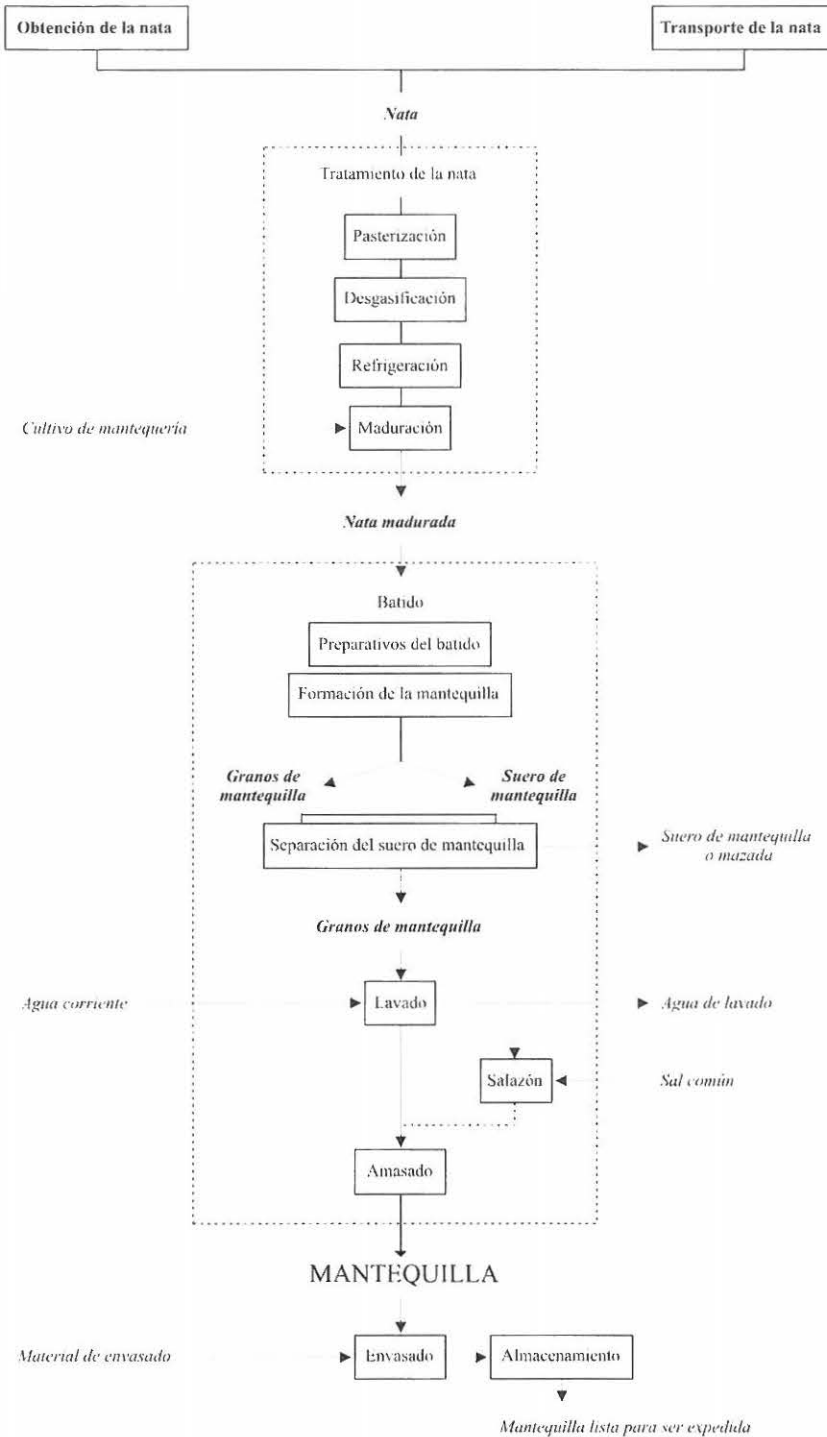 Obtención de la nata
Transporte de la nata
Nata
Tratamiento de la nata
Pasterización
Desgasificación
Refrigeración
Cultivo de mantequería
Maduración
Nata madurada
Batido
Preparativos del batido
Formación de la mantequilla
Granos de
mantequilla
Suero de
mantequilla
Separación del suero de mantequilla
Suero de mantequilla
o mazada
Granos de mantequilla
Agua corriente
Lavado
Agua de lavado
Salazón
Sal común
Amasado
MANTEQUILLA
Material de envasado
Envasado
Almacenamiento
Mantequilla lista para ser expedida